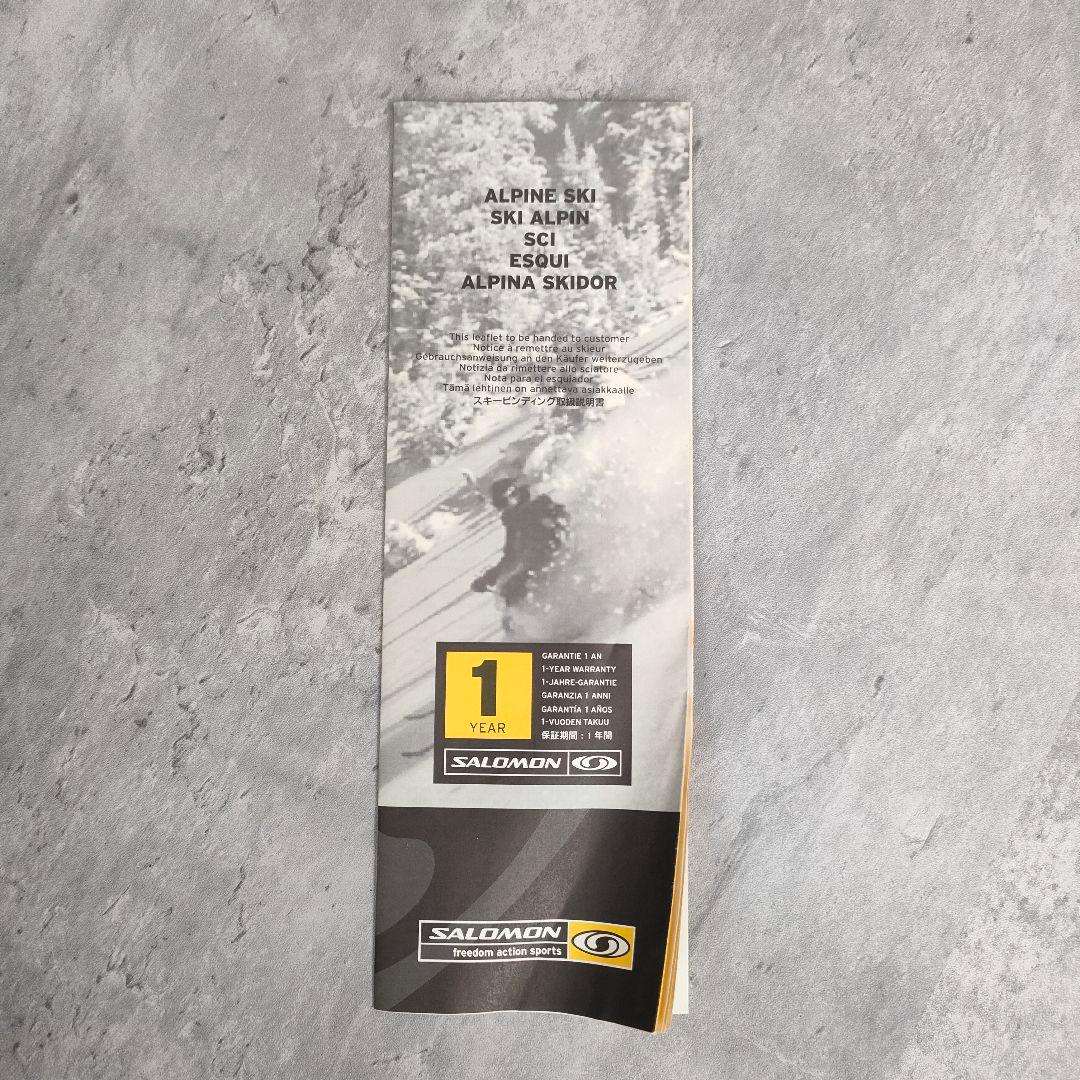 ALPINE SKI
SKI ALPIN
SCI
ESQUI
ALPINA SKIDOR
This leaflet to be handed to customer
Notice à remettre au skieur
Gebrauchsanweisung an den Käufer weiterzugeben
Notizia da rimettere allo sciatore
Nota para el esquiador
Tämä lehtinen on annettava asiakkaalle
スキービンディング取扱説明書
1
YEAR
GARANTIE 1 AN
1-YEAR WARRANTY
1-JAHRE-GARANTIE
GARANZIA 1 ANNI
GARANTÍA 1 AÑOS
1-VUODEN TAKUU
保証期間：1年間
SALOMON
SALOMON
freedom action sports